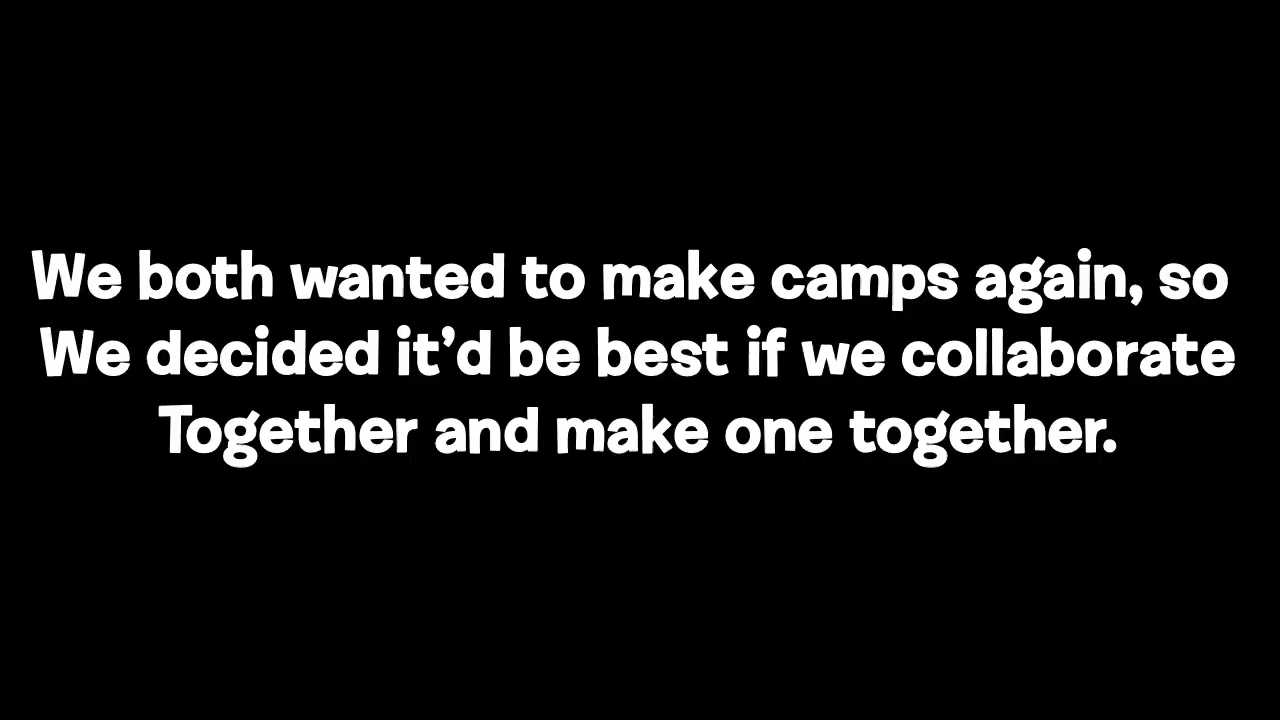 We both wanted to make camps again, so
We decided it’d be best if we collaborate
Together and make one together.